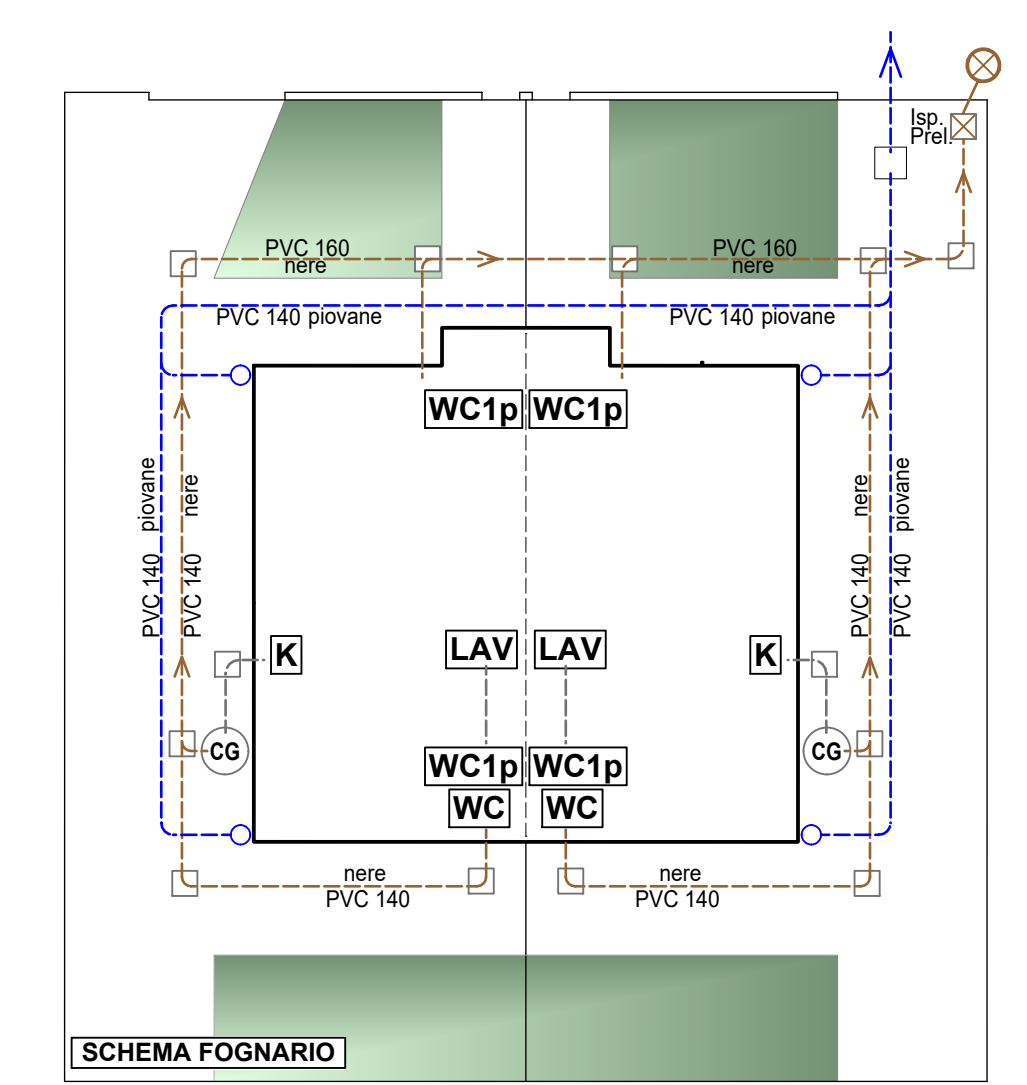 Isp.
Prel.
PVC 160
nere
PVC 160
nere
PVC 140 piovane
PVC 140 piovane
WC1p
WC1p
PVC 140 piovane
PVC 140 nere
PVC 140 nere
PVC 140 piovane
K
LAV
LAV
K
CG
CG
WC1p
WC1p
WC
WC
nere
PVC 140
nere
PVC 140
SCHEMA FOGNARIO